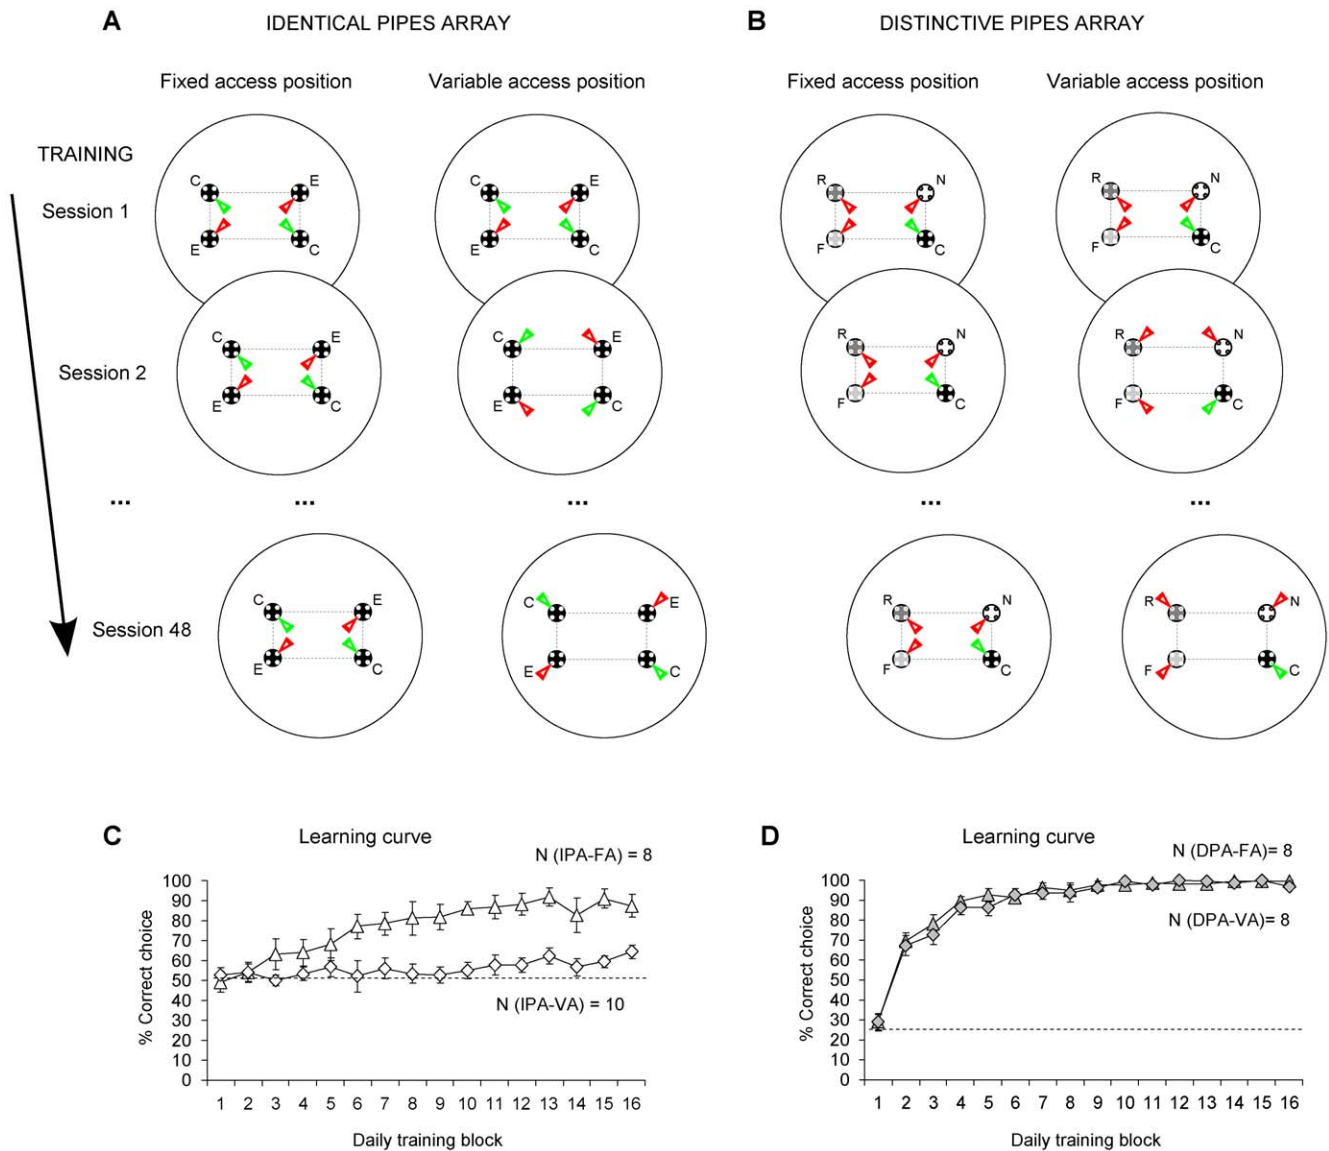 A IDENTICAL PIPES ARRAY
B DISTINCTIVE PIPES ARRAY
Fixed access position Variable access position
Fixed access position Variable access position
TRAINING
Session 1
C E E C
C E E C
R N F C
R N F C
Session 2
C E E C
C E E C
R N F C
R N F C
... ... ... ... ...
Session 48
C E E C
C E E C
R N F C
R N F C
C Learning curve
N (IPA-FA) = 8
% Correct choice
100
90
80
70
60
50
40
30
20
10
0
N (IPA-VA) = 10
1 2 3 4 5 6 7 8 9 10 11 12 13 14 15 16
Daily training block
D Learning curve
N (DPA-FA)= 8
% Correct choice
100
90
80
70
60
50
40
30
20
10
0
N (DPA-VA)= 8
1 2 3 4 5 6 7 8 9 10 11 12 13 14 15 16
Daily training block